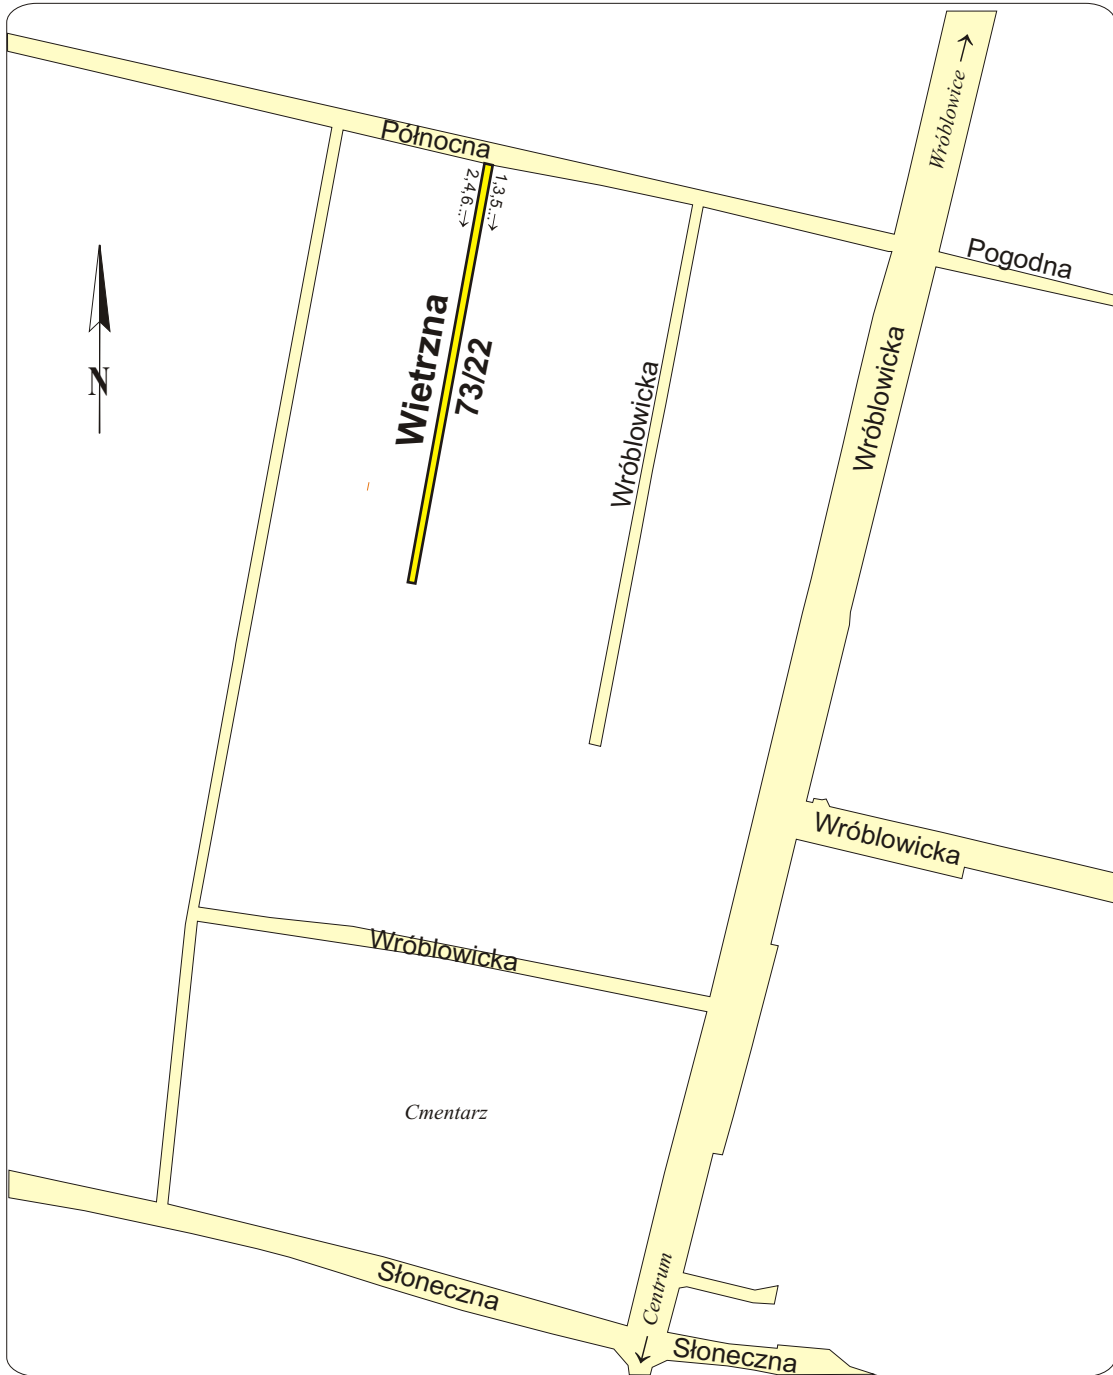 Wróblowice →
Północna
1,3,5...→
2,4,6...→
Pogodna
Wietrzna
73/22
Wróblowicka
Wróblowicka
N
Wróblowicka
Wróblowicka
Cmentarz
Słoneczna
← Centrum
Słoneczna